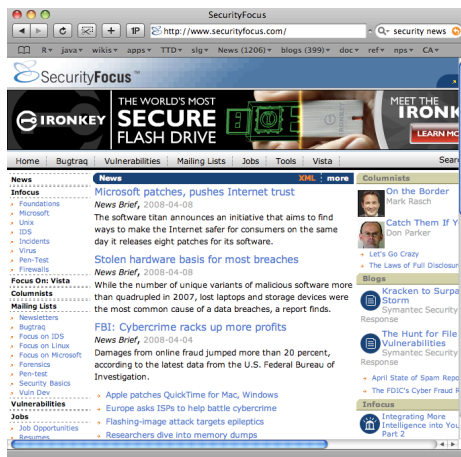 SecurityFocus
1P
http://www.securityfocus.com/
security news
R
java
wikis
apps
TTD
slg
News (1206)
blogs (399)
doc
ref
nps
CA
SecurityFocus™
IRONKEY
THE WORLD'S MOST
SECURE
FLASH DRIVE
MEET THE
IRONK
LEARN MO
Home
Bugtraq
Vulnerabilities
Mailing Lists
Jobs
Tools
Vista
Sear
News
Infocus
Foundations
Microsoft
Unix
IDS
Incidents
Virus
Pen-Test
Firewalls
Focus On: Vista
Columnists
Mailing Lists
Newsletters
Bugtraq
Focus on IDS
Focus on Linux
Focus on Microsoft
Forensics
Pen-test
Security Basics
Vuln Dev
Vulnerabilities
Jobs
Job Opportunities
Resumes
News
XML
more
Microsoft patches, pushes Internet trust
News Brief, 2008-04-08
The software titan announces an initiative that aims to find
ways to make the Internet safer for consumers on the same
day it releases eight patches for its software.
Stolen hardware basis for most breaches
News Brief, 2008-04-08
While the number of unique variants of malicious software more
than quadrupled in 2007, lost laptops and storage devices were
the most common cause of a data breaches, a report finds.
FBI: Cybercrime racks up more profits
News Brief, 2008-04-04
Damages from online fraud jumped more than 20 percent,
according to the latest data from the U.S. Federal Bureau of
Investigation.
Apple patches QuickTime for Mac, Windows
Europe asks ISPs to help battle cybercrime
Flashing-image attack targets epileptics
Researchers dive into memory dumps
Columnists
On the Border
Mark Rasch
Catch Them If Y
Don Parker
Let's Go Crazy
The Laws of Full Disclosur
Blogs
Kracken to Surpa
Storm
Symantec Security
Response
The Hunt for File
Vulnerabilities
Symantec Security
Response
April State of Spam Repo
The FDIC's Cyber Fraud R
Infocus
Integrating More
Intelligence into You
Part 2